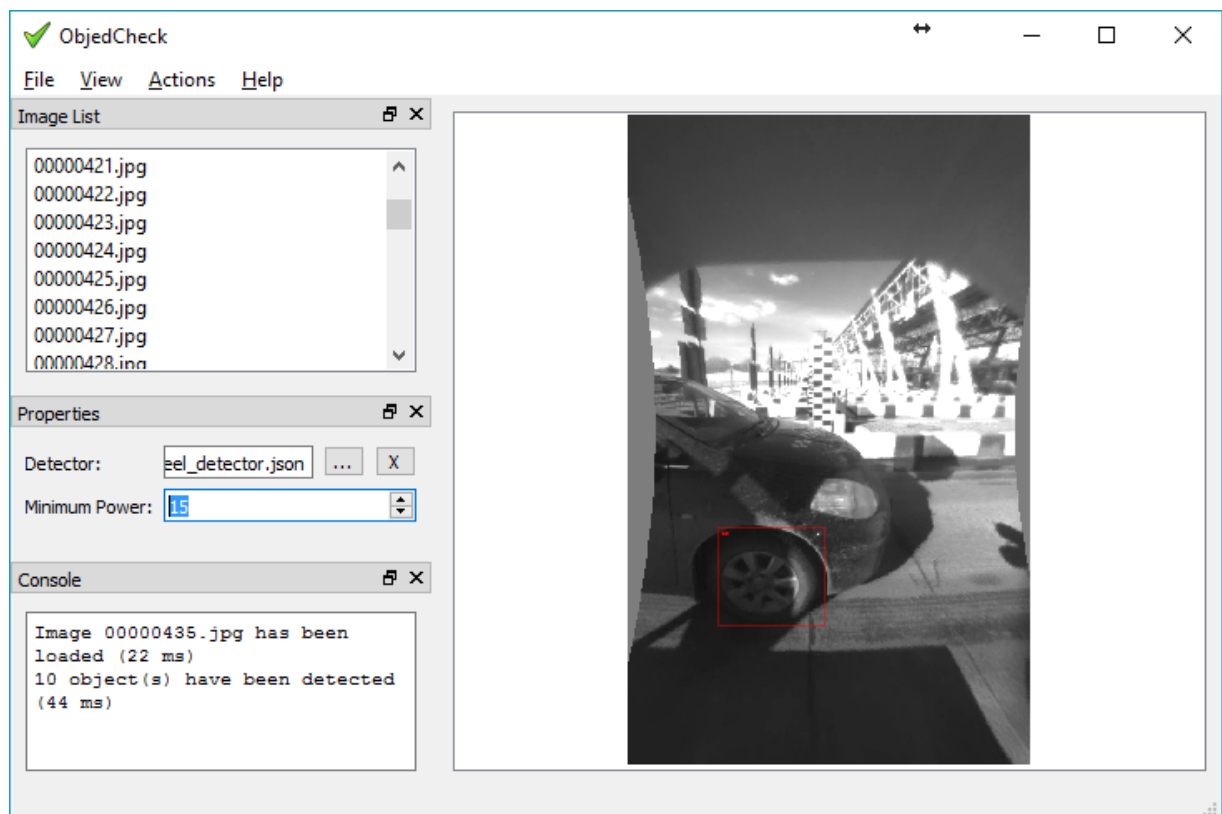 ObjedCheck
File View Actions Help
Image List
00000421.jpg
00000422.jpg
00000423.jpg
00000424.jpg
00000425.jpg
00000426.jpg
00000427.jpg
00000428.jpg
Properties
Detector: eel_detector.json ... X
Minimum Power: 15
Console
Image 00000435.jpg has been
loaded (22 ms)
10 object(s) have been detected
(44 ms)